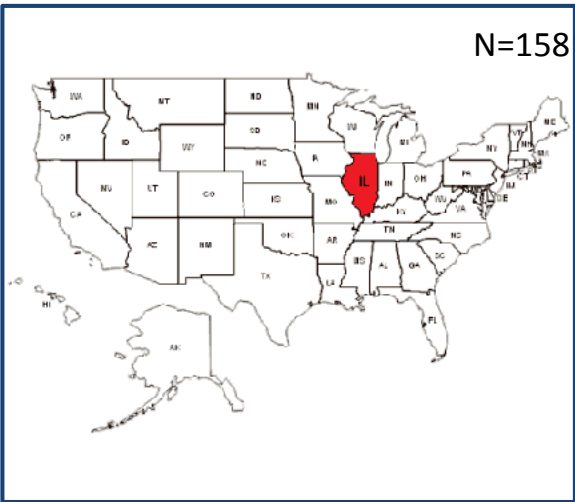 N=158
WA
MT
ND
MN
ME
OR
ID
SD
WI
MI
VT
NH
NY
MA
WY
IA
CT
NE
PA
NJ
NV
UT
CO
IL
IN
OH
DE
CA
KS
MO
WV
VA
KY
AZ
NM
OK
AR
TN
NC
SC
TX
LA
MS
AL
GA
HI
FL
AK